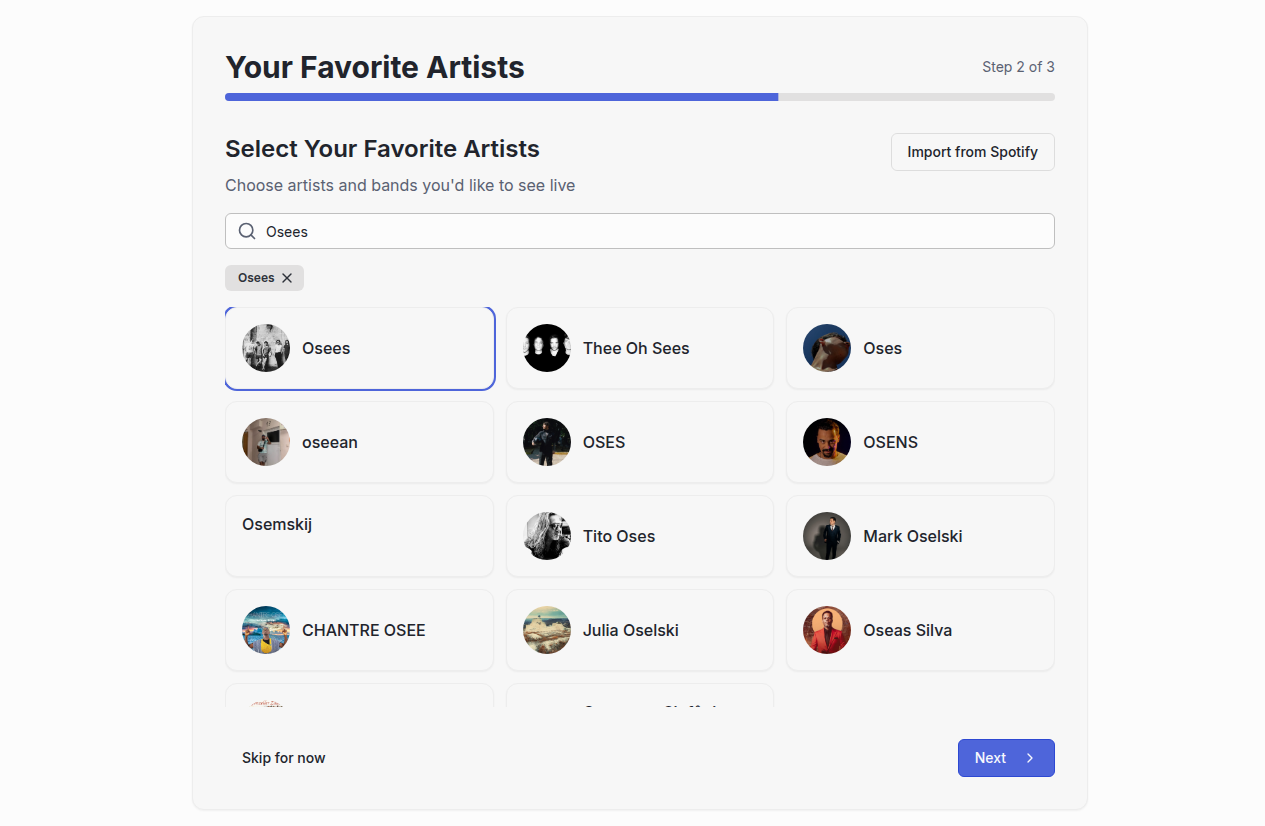 Your Favorite Artists
Step 2 of 3
Select Your Favorite Artists
Import from Spotify
Choose artists and bands you'd like to see live
Osees
Osees
Osees
Thee Oh Sees
Oses
oseean
OSES
OSENS
Osemskij
Tito Oses
Mark Oselski
CHANTRE OSEE
Julia Oselski
Oseas Silva
Skip for now
Next